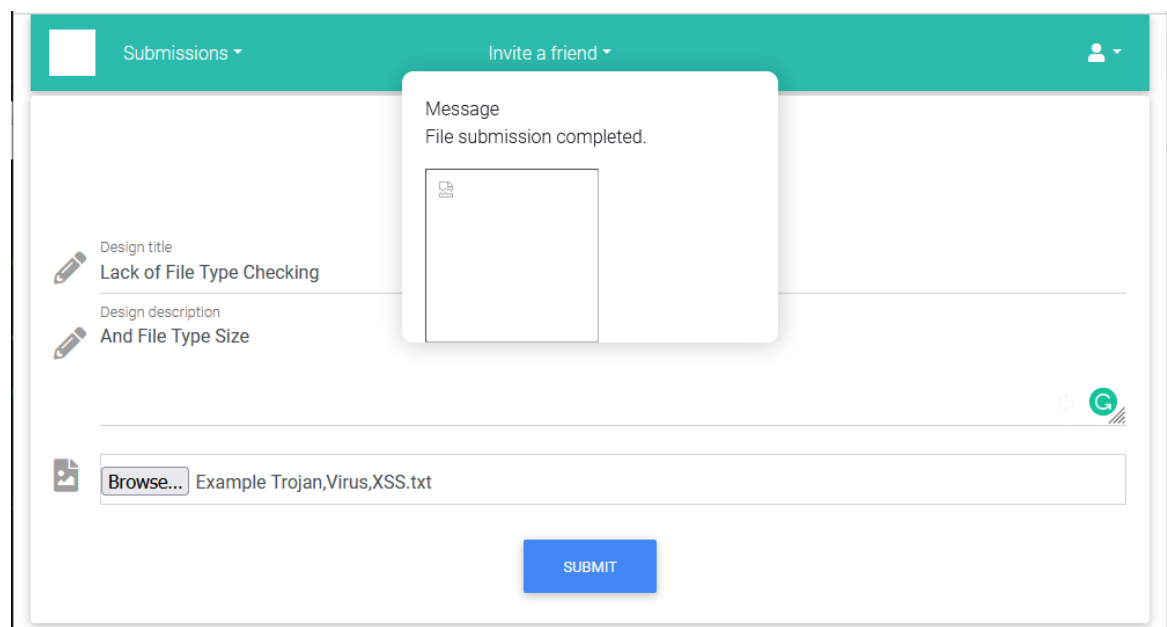 Submissions
Invite a friend
Message
File submission completed.
Design title
Lack of File Type Checking
Design description
And File Type Size
Browse... Example Trojan,Virus,XSS.txt
SUBMIT